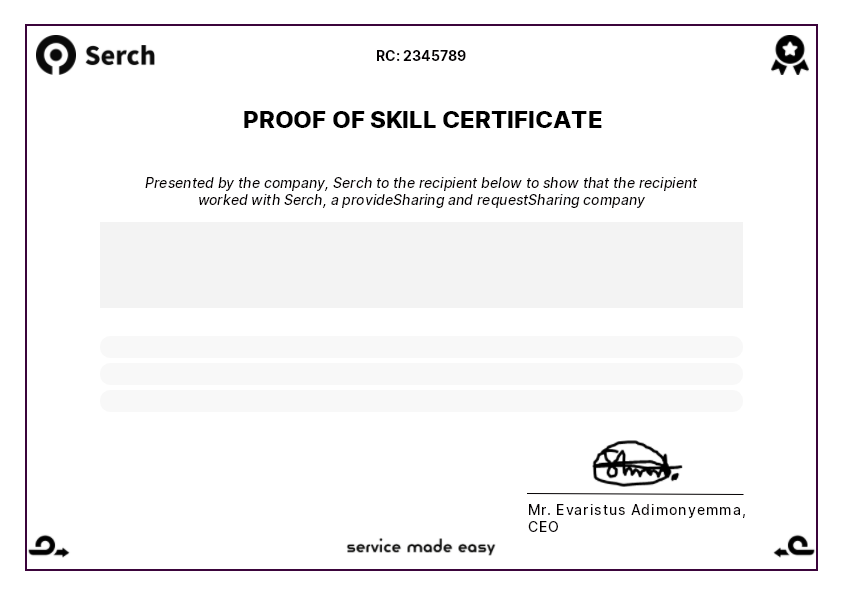 Serch
RC: 2345789
PROOF OF SKILL CERTIFICATE
Presented by the company, Serch to the recipient below to show that the recipient
worked with Serch, a provideSharing and requestSharing company
Mr. Evaristus Adimonyemma,
CEO
service made easy